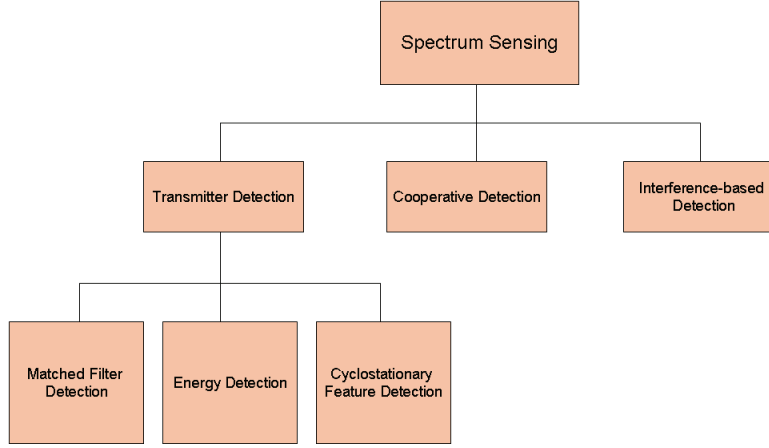 Spectrum Sensing
Transmitter Detection
Cooperative Detection
Interference-based
Detection
Matched Filter
Detection
Energy Detection
Cyclostationary
Feature Detection